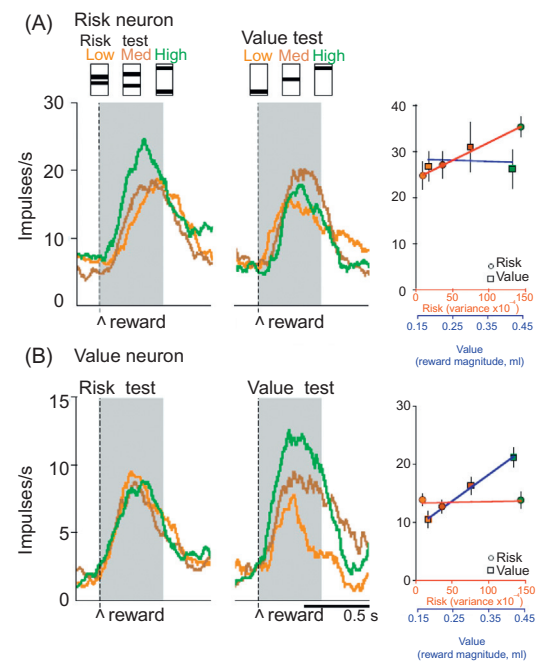 (A) Risk neuron
Risk test
Low Med High
Value test
Low Med High
Impulses/s
30
20
10
0
^ reward
^ reward
40
30
20
10
0
Risk
Value
0 50 100 150
Risk (variance x10⁻⁴)
0.15 0.25 0.35 0.45
Value
(reward magnitude, ml)
(B) Value neuron
Risk test
Value test
Impulses/s
15
10
5
0
^ reward
^ reward
0.5 s
30
20
10
0
Risk
Value
0 50 100 150
0.15 0.25 0.35 0.45
Value
(reward magnitude, ml)